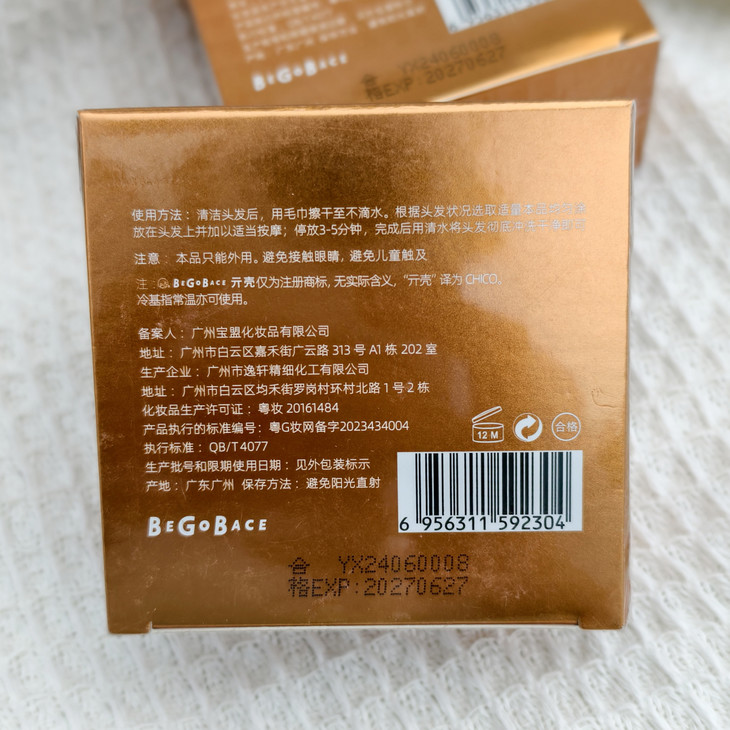 BEGOBACE
合 YX24060008
格EXP 20270627
使用方法：清洁头发后，用毛巾擦干至不滴水。根据头发状况选取适量本品
放在头发上并加以适当按摩；停放3-5分钟，完成后用清水将头发彻底冲洗干净
注意：本品只能外用。避免接触眼睛，避免儿童触及
注：BEGOBACE 亓壳仅为注册商标，无实际含义，“亓壳”译为 CHICO，
冷基指常温亦可使用。
备案人：广州宝盟化妆品有限公司
地址：广州市白云区嘉禾街广云路 313 号 A1 栋 202 室
生产企业：广州市逸轩精细化工有限公司
地址：广州市白云区均禾街罗岗村环村北路 1 号 2 栋
化妆品生产许可证：粤妆 20161484
产品执行的标准编号：粤G妆网备字2023434004
执行标准：QB/T4077
生产批号和限期使用日期：见外包装标示
产地：广东广州 保存方法：避免阳光直射
12 M
合格
6 956311 592304
BEGOBACE
合 YX24060008
格EXP:20270627